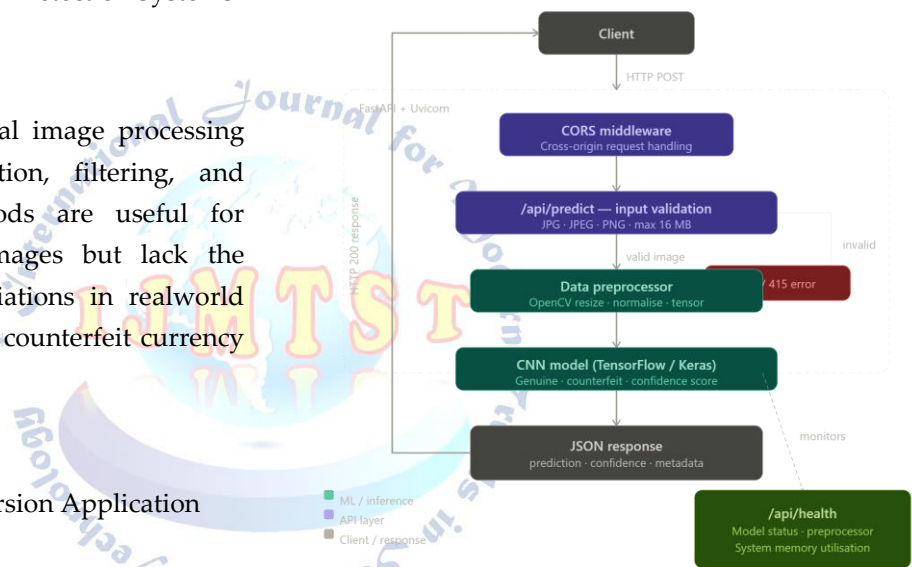 al image processing
tion, filtering, and
ods are useful for
mages but lack the
iations in realworld
counterfeit currency
rsion Application
Client
HTTP POST
FastAPI + Uvicorn
CORS middleware
Cross-origin request handling
/api/predict — input validation
JPG · JPEG · PNG · max 16 MB
invalid
valid image
/ 415 error
Data preprocessor
OpenCV resize · normalise · tensor
CNN model (TensorFlow / Keras)
Genuine · counterfeit · confidence score
HTTP 200 response
monitors
JSON response
prediction · confidence · metadata
/api/health
Model status · preprocessor
System memory utilisation
ML / inference
API layer
Client / response
International Journal for
IJMTST